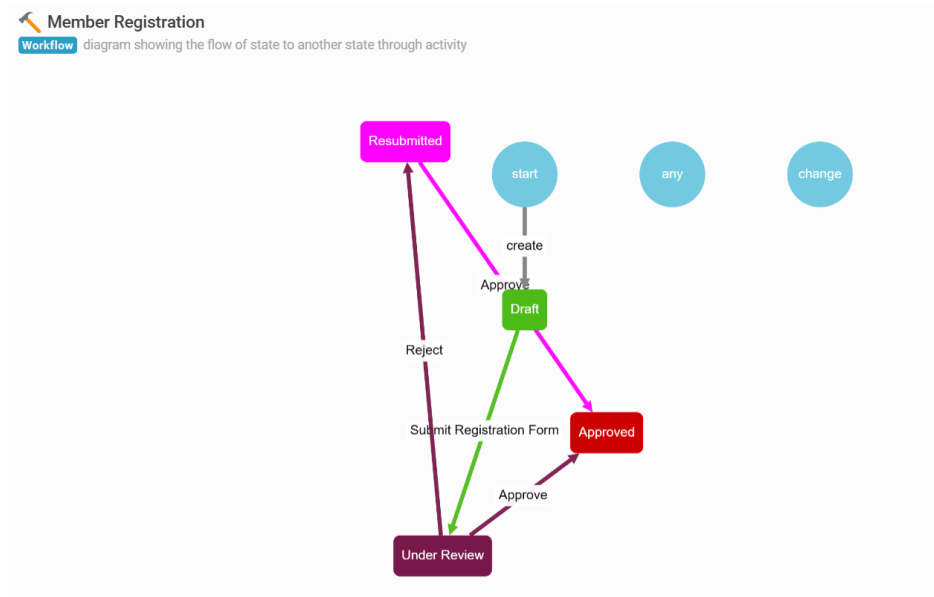 Member Registration
Workflow diagram showing the flow of state to another state through activity
Resubmitted
start
any
change
create
Approve
Draft
Reject
Submit Registration Form
Approved
Approve
Under Review